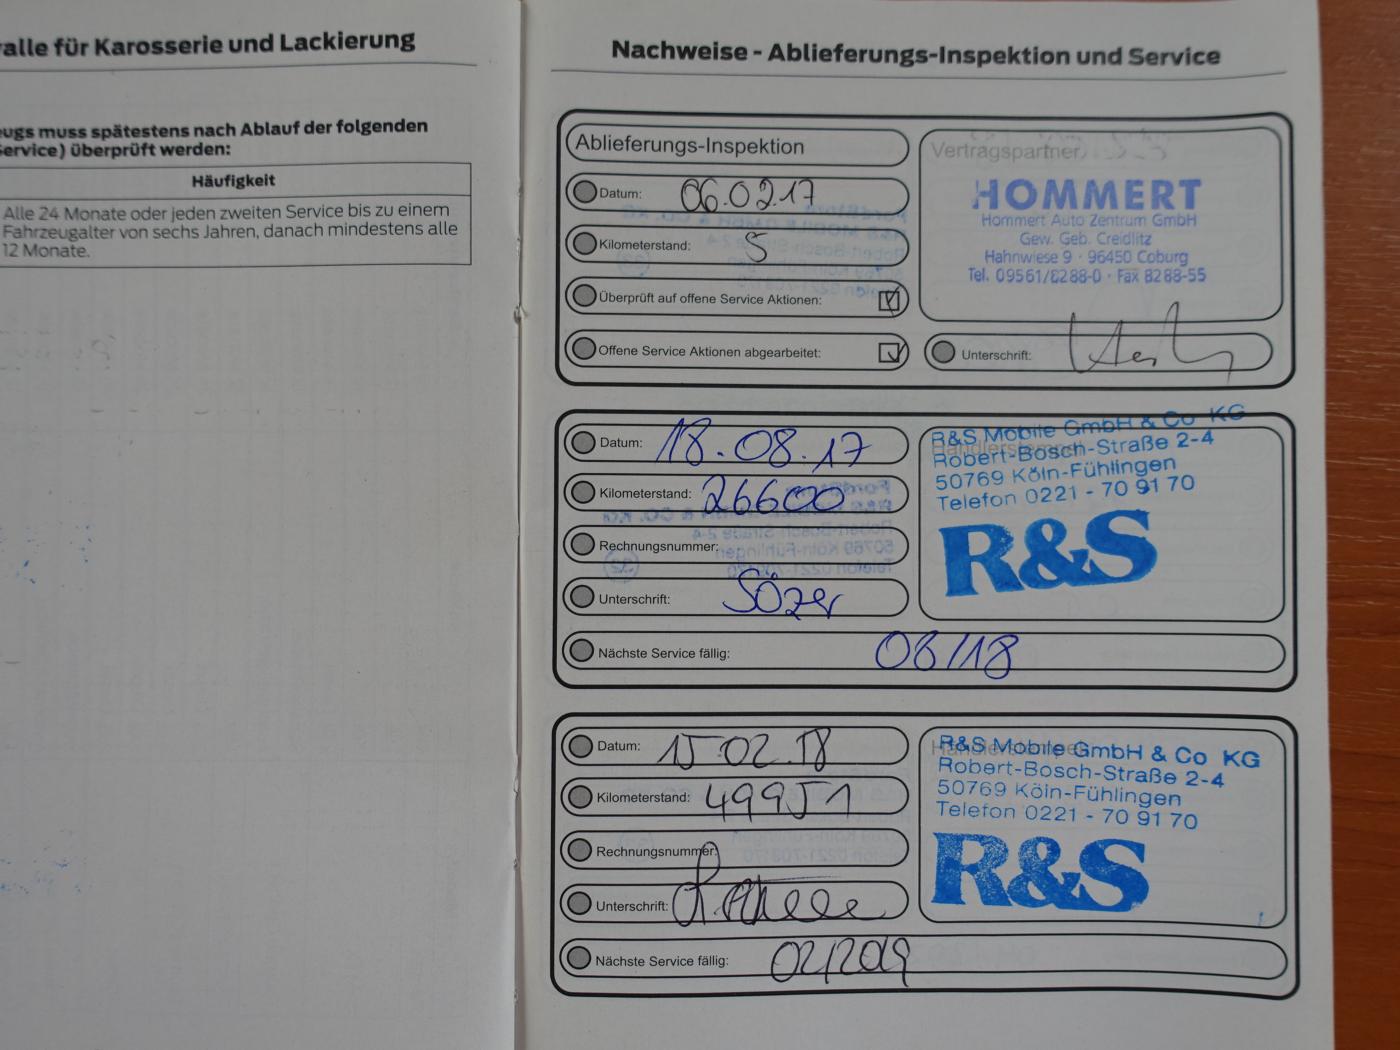 alle für Karosserie und Lackierung
eugs muss spätestens nach Ablauf der folgenden
Service) überprüft werden:
Häufigkeit
Alle 24 Monate oder jeden zweiten Service bis zu einem
Fahrzeugalter von sechs Jahren, danach mindestens alle
12 Monate.
Nachweise - Ablieferungs-Inspektion und Service
Ablieferungs-Inspektion
Datum: 06.02.17
Kilometerstand: 5
Überprüft auf offene Service Aktionen:
Offene Service Aktionen abgearbeitet:
Vertragspartner
HOMMERT
Hommert Auto Zentrum GmbH
Gew. Geb. Creidlitz
Hahnwiese 9 · 96450 Coburg
Tel. 09561/8288-0 · Fax 8288-55
Unterschrift:
Datum: 18.08.17
Kilometerstand: 26600
Rechnungsnummer:
Unterschrift: Sözer
Nächste Service fällig: 08/18
R&S Mobile GmbH & Co KG
Robert-Bosch-Straße 2-4
50769 Köln-Fühlingen
Telefon 0221 - 70 91 70
R&S
Datum: 15.02.18
Kilometerstand: 49951
Rechnungsnummer:
Unterschrift:
Nächste Service fällig: 02/2019
R&S Mobile GmbH & Co KG
Robert-Bosch-Straße 2-4
50769 Köln-Fühlingen
Telefon 0221 - 70 91 70
R&S